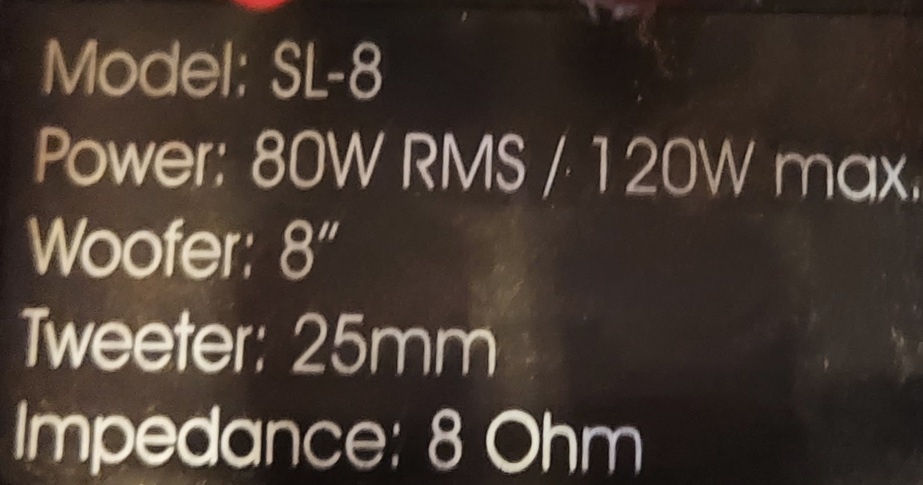 Model: SL-8
Power: 80W RMS / 120W max.
Woofer: 8"
Tweeter: 25mm
Impedance: 8 Ohm